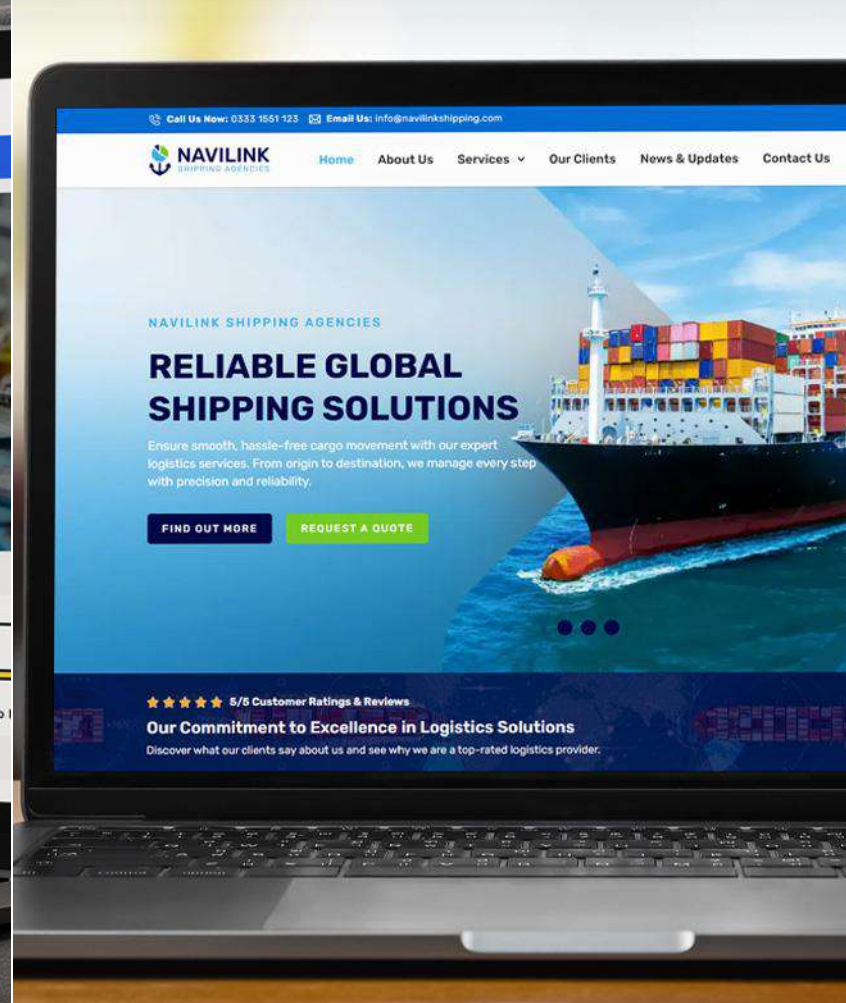 Call Us Now: 0333 1551 123 Email Us: info@navilinkshipping.com
NAVILINK
SHIPPING AGENCIES
Home About Us Services Our Clients News & Updates Contact Us
NAVILINK SHIPPING AGENCIES
RELIABLE GLOBAL
SHIPPING SOLUTIONS
Ensure smooth, hassle-free cargo movement with our expert
logistics services. From origin to destination, we manage every step
with precision and reliability.
FIND OUT MORE REQUEST A QUOTE
5/5 Customer Ratings & Reviews
Our Commitment to Excellence in Logistics Solutions
Discover what our clients say about us and see why we are a top-rated logistics provider.
control option